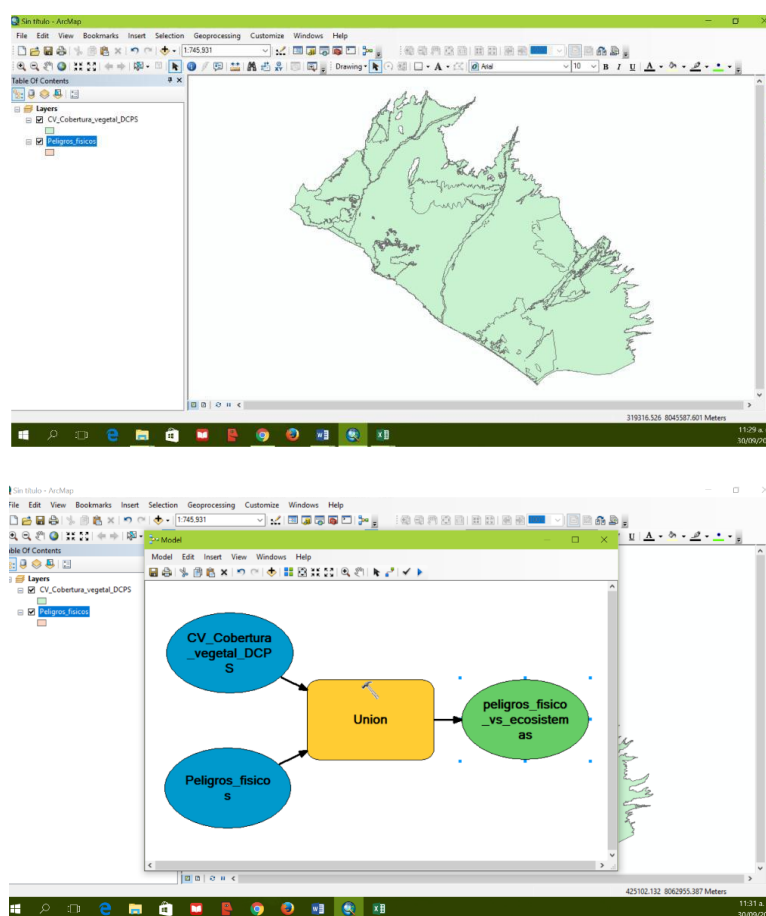 Sin título - ArcMap
File Edit View Bookmarks Insert Selection Geoprocessing Customize Windows Help
1:745,931
Drawing A Arial 10 B I U A
Table Of Contents
Layers
CV_Cobertura_vegetal_DCPS
Peligros_fisicos
319316.526 8045587.601 Meters
11:29 a.
30/09/20
Sin título - ArcMap
File Edit View Bookmarks Insert Selection Geoprocessing Customize Windows Help
1:745,931
Model
U A
ble Of Contents
Model Edit Insert View Windows Help
Layers
CV_Cobertura_vegetal_DCPS
Peligros_fisicos
CV_Cobertura
_vegetal_DCP
S
Union
peligros_fisico
_vs_ecosistem
as
Peligros_fisico
s
425102.132 8062955.387 Meters
11:31 a.
30/09/20